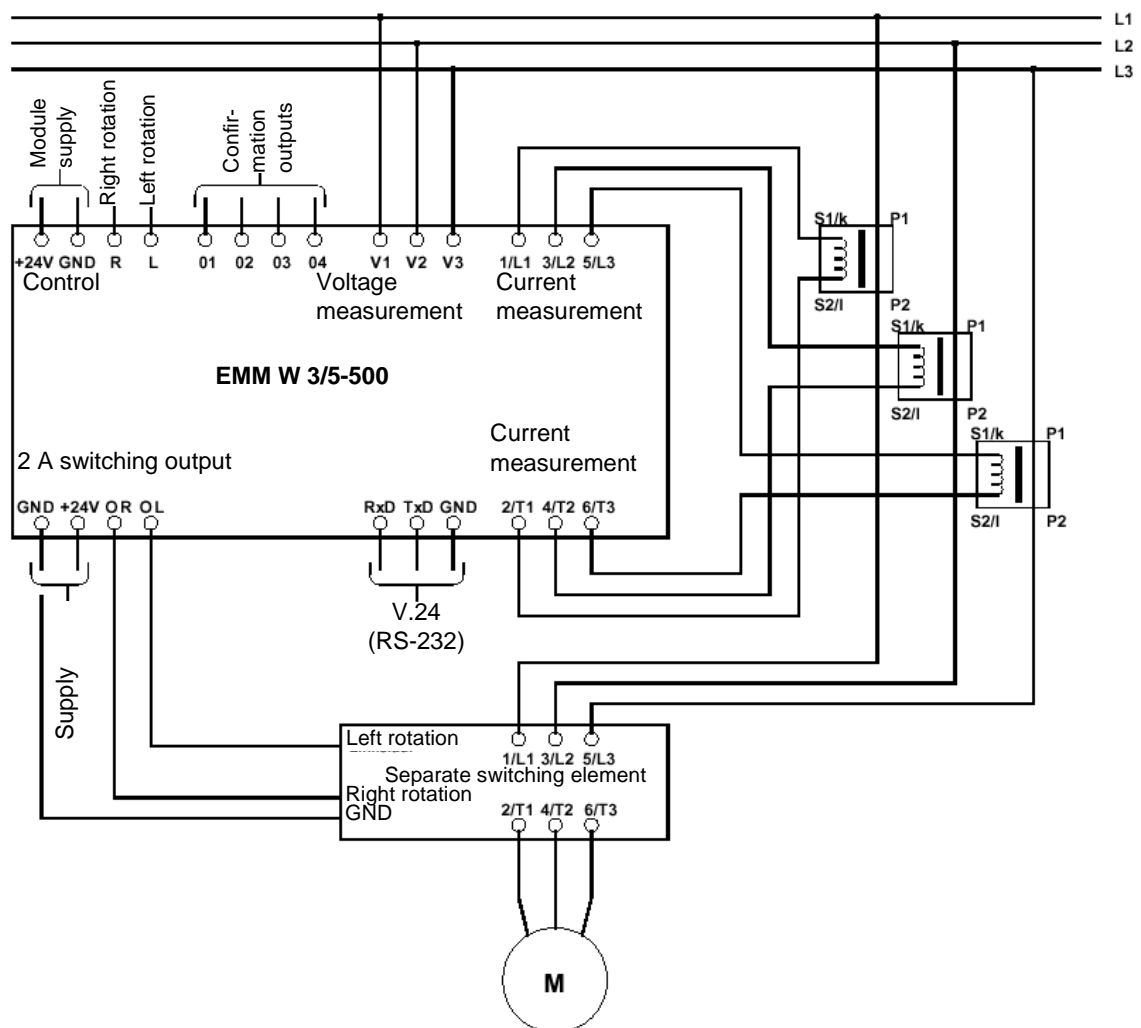 L1
L2
L3
Module
supply
Right rotation
Left rotation
Confir-
mation
outputs
+24V GND R L 01 02 03 04 V1 V2 V3 1/L1 3/L2 5/L3
Control
Voltage
measurement
Current
measurement
S1/k P1
S2/l P2
S1/k P1
S2/l P2
S1/k P1
S2/l P2
EMM W 3/5-500
2 A switching output
Current
measurement
GND +24V OR OL RxD TxD GND 2/T1 4/T2 6/T3
V.24
(RS-232)
Supply
Left rotation
1/L1 3/L2 5/L3
Separate switching element
Right rotation
GND
2/T1 4/T2 6/T3
M